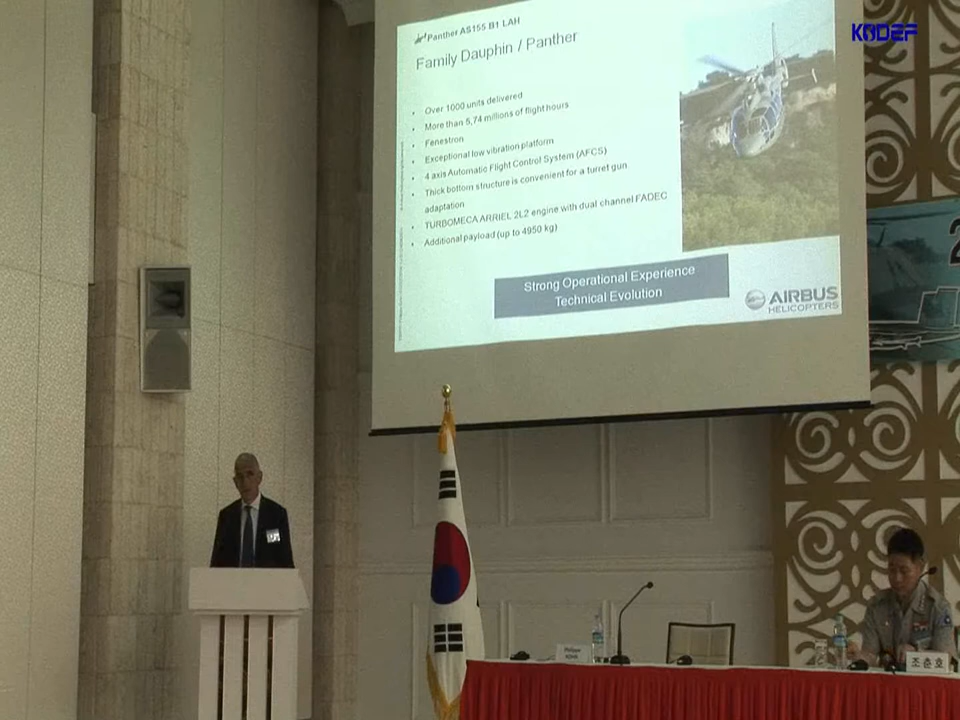 KODEF
Panther AS155 B1 LAH
Family Dauphin / Panther
• Over 1000 units delivered
• More than 5,74 millions of flight hours
• Fenestron
• Exceptional low vibration platform
• 4 axis Automatic Flight Control System (AFCS)
• Thick bottom structure is convenient for a turret gun
adaptation
• TURBOMECA ARRIEL 2L2 engine with dual channel FADEC
• Additional payload (up to 4950 kg)
Strong Operational Experience
Technical Evolution
AIRBUS
HELICOPTERS
2
Philippe
조춘호